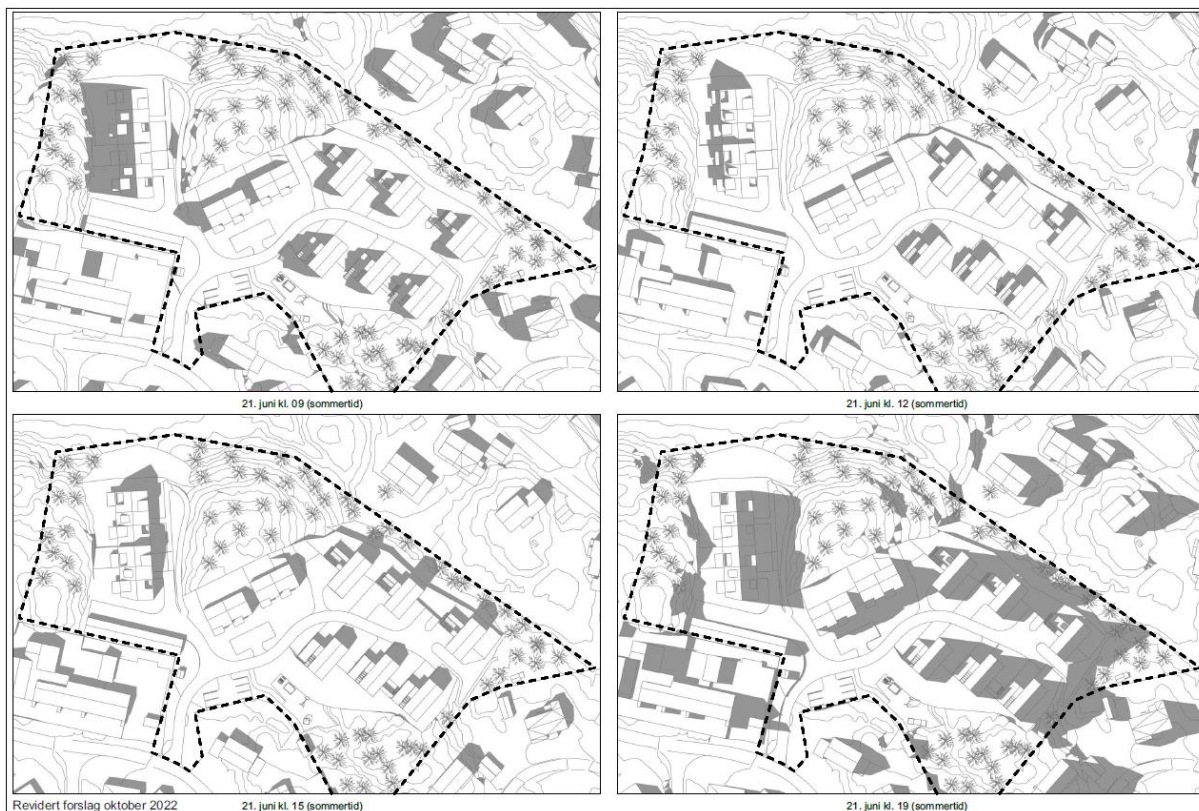 21. juni kl. 09 (sommertid)
21. juni kl. 12 (sommertid)
Revidert forslag oktober 2022
21. juni kl. 15 (sommertid)
21. juni kl. 19 (sommertid)